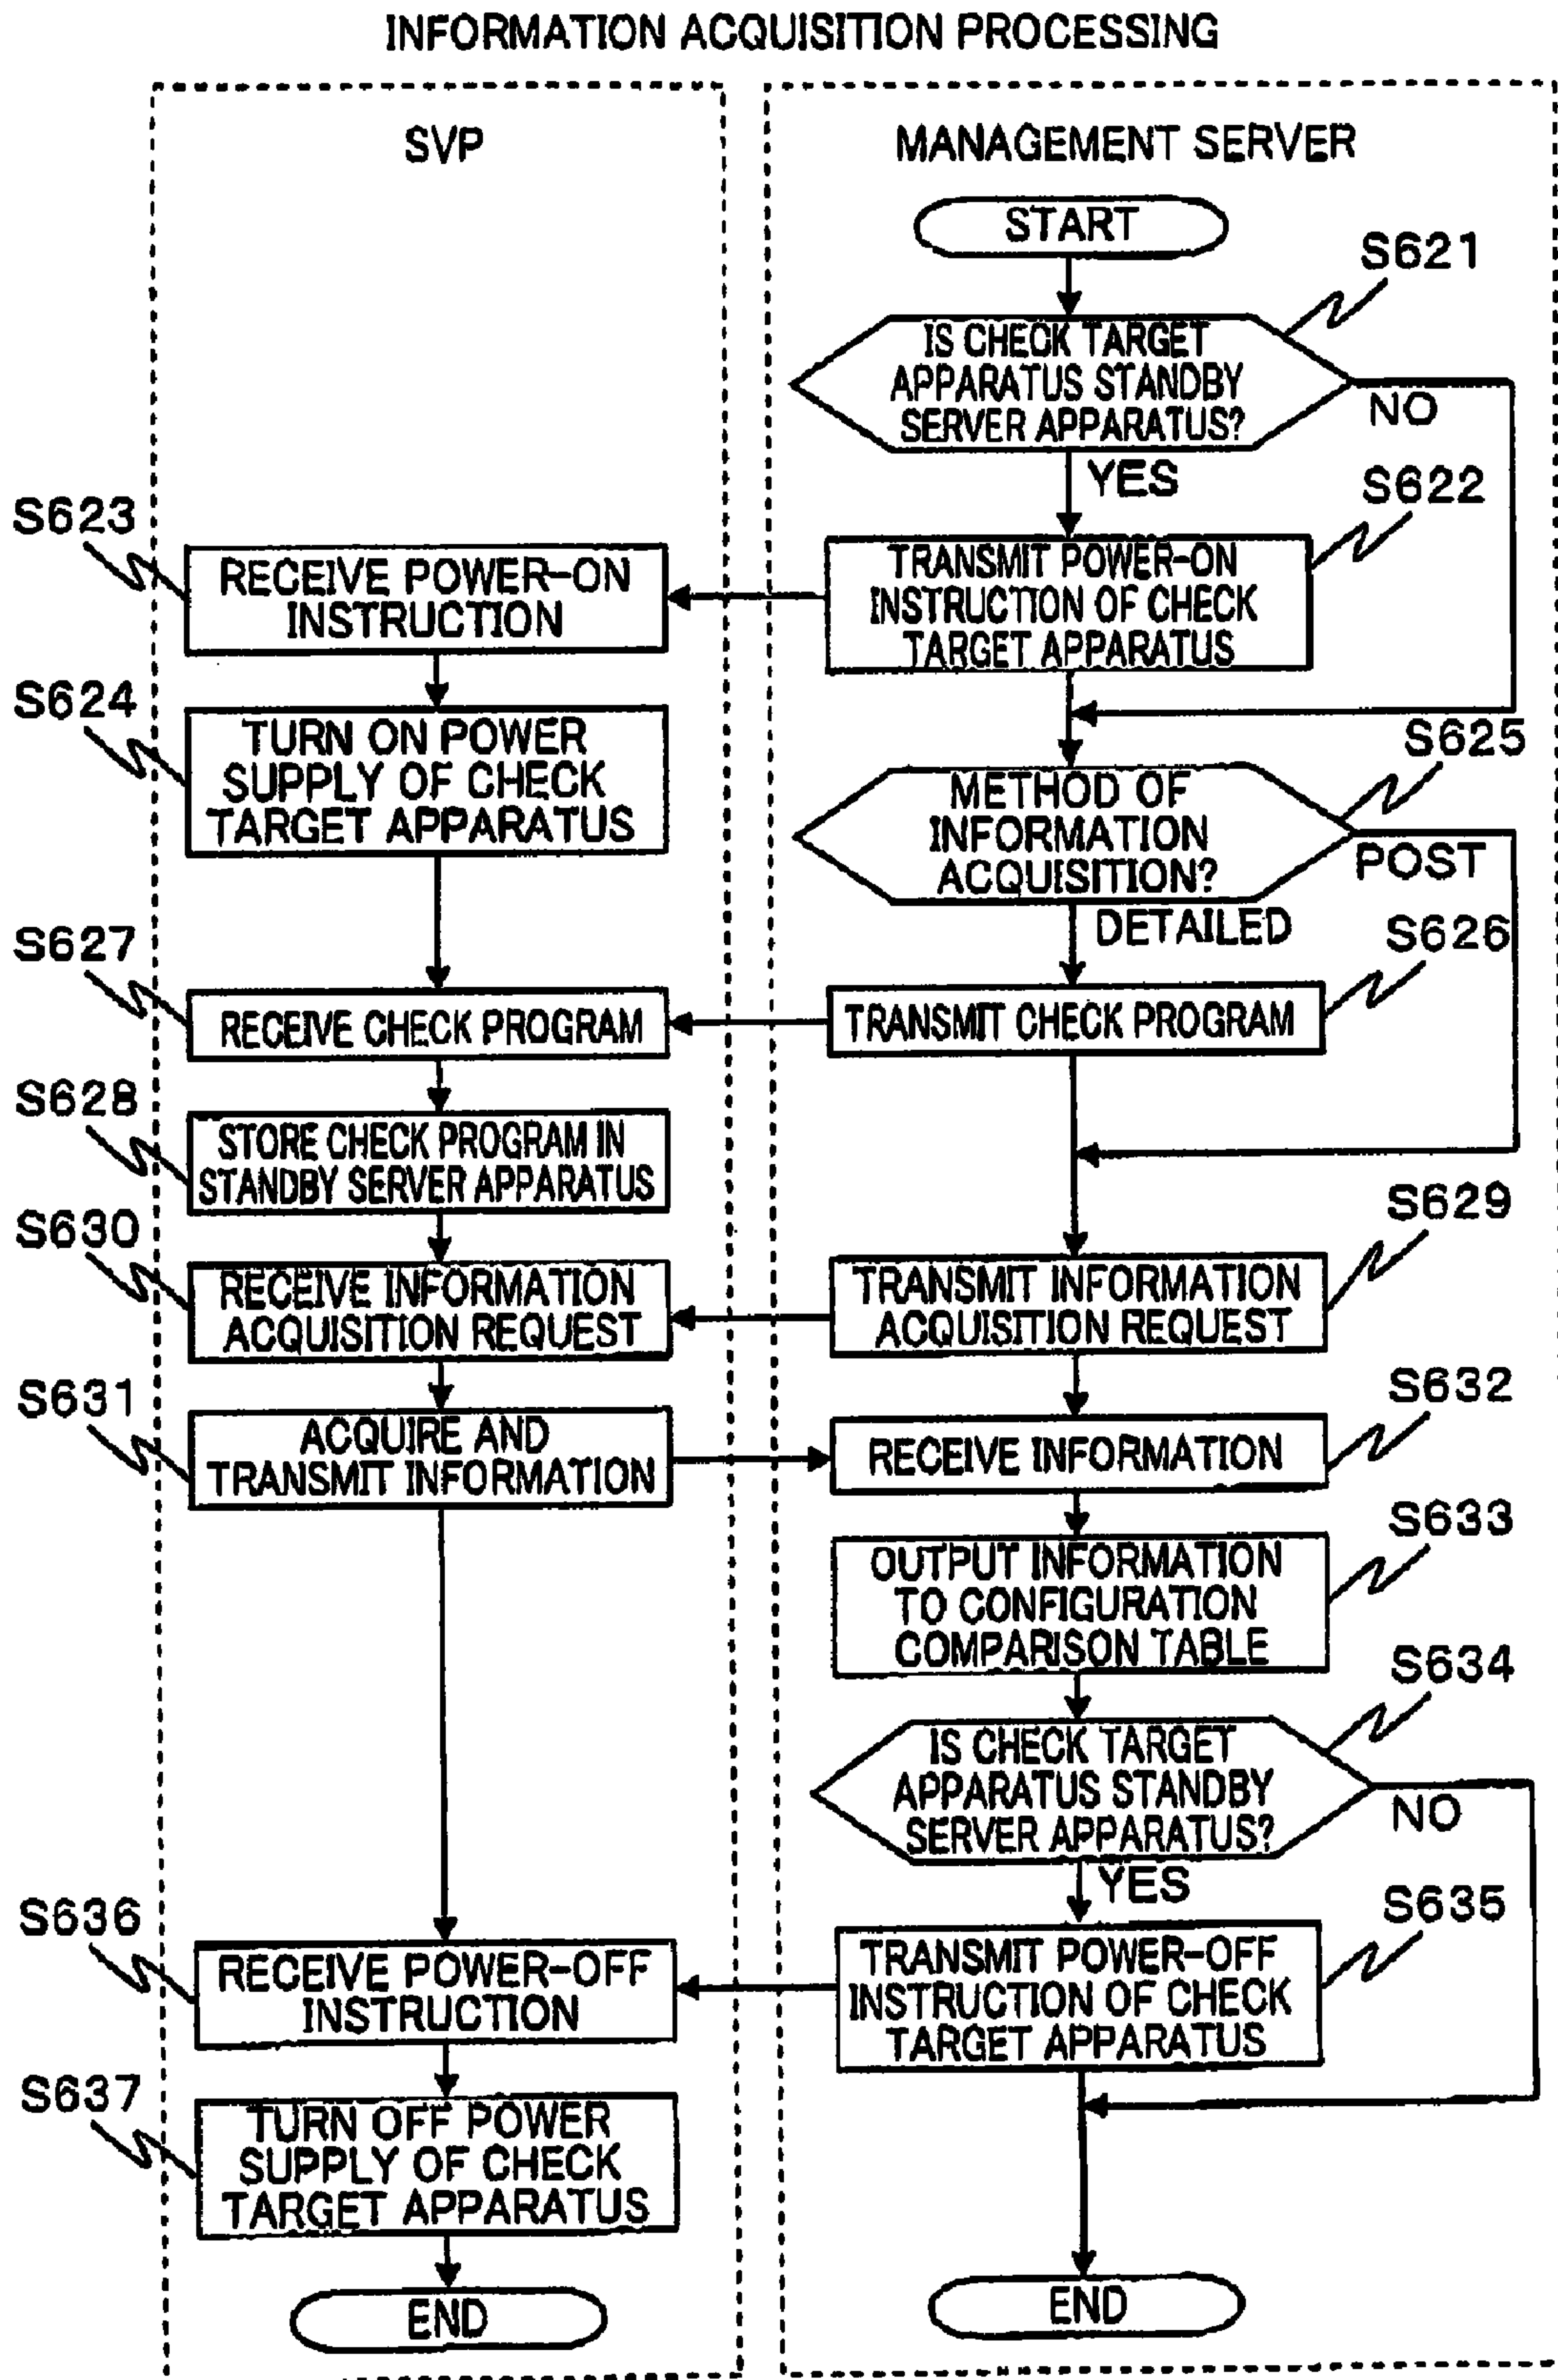 INFORMATION ACQUISITION PROCESSING
SVP
MANAGEMENT SERVER
START
S621
IS CHECK TARGET
APPARATUS STANDBY
SERVER APPARATUS?
NO
YES
S622
TRANSMIT POWER-ON
INSTRUCTION OF CHECK
TARGET APPARATUS
S623
RECEIVE POWER-ON
INSTRUCTION
S624
TURN ON POWER
SUPPLY OF CHECK
TARGET APPARATUS
S625
METHOD OF
INFORMATION
ACQUISITION?
POST
DETAILED
S626
TRANSMIT CHECK PROGRAM
S627
RECEIVE CHECK PROGRAM
S628
STORE CHECK PROGRAM IN
STANDBY SERVER APPARATUS
S629
TRANSMIT INFORMATION
ACQUISITION REQUEST
S630
RECEIVE INFORMATION
ACQUISITION REQUEST
S631
ACQUIRE AND
TRANSMIT INFORMATION
S632
RECEIVE INFORMATION
S633
OUTPUT INFORMATION
TO CONFIGURATION
COMPARISON TABLE
S634
IS CHECK TARGET
APPARATUS STANDBY
SERVER APPARATUS?
NO
YES
S635
TRANSMIT POWER-OFF
INSTRUCTION OF CHECK
TARGET APPARATUS
S636
RECEIVE POWER-OFF
INSTRUCTION
S637
TURN OFF POWER
SUPPLY OF CHECK
TARGET APPARATUS
END
END